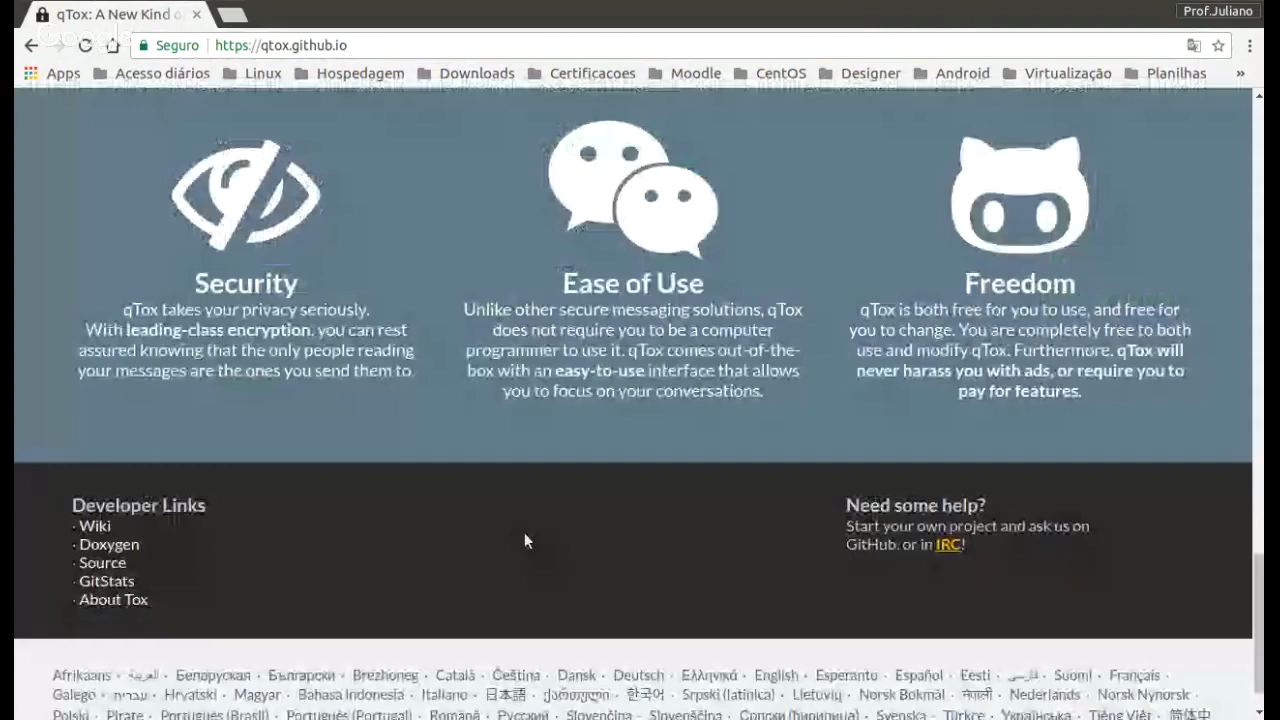 qTox: A New Kind o
Prof.Juliano
Google
Seguro
https://qtox.github.io
Apps
Acesso diários
Linux
Hospedagem
Downloads
Certificacoes
Moodle
CentOS
Designer
Android
Virtualização
Planilhas
»
Security
qTox takes your privacy seriously.
With leading-class encryption, you can rest
assured knowing that the only people reading
your messages are the ones you send them to.
Ease of Use
Unlike other secure messaging solutions, qTox
does not require you to be a computer
programmer to use it. qTox comes out-of-the-
box with an easy-to-use interface that allows
you to focus on your conversations.
Freedom
qTox is both free for you to use, and free for
you to change. You are completely free to both
use and modify qTox. Furthermore, qTox will
never harass you with ads, or require you to
pay for features.
Developer Links
· Wiki
· Doxygen
· Source
· GitStats
· About Tox
Need some help?
Start your own project and ask us on
GitHub, or in IRC!
Afrikaans · العربية · Беларуская · Български · Brezhoneg · Català · Čeština · Dansk · Deutsch · Ελληνικά · English · Esperanto · Español · Eesti · فارسی · Suomi · Français ·
Galego · עברית · Hrvatski · Magyar · Bahasa Indonesia · Italiano · 日本語 · ქართული · 한국어 · Srpski (latinica) · Lietuvių · Norsk Bokmål · नेपाली · Nederlands · Norsk Nynorsk ·
Polski · Pirate · Português (Brasil) · Português (Portugal) · Română · Русский · Slovenčina · Slovenščina · Српски (ћирилица) · Svenska · Türkçe · Українська · Tiếng Việt · 简体中